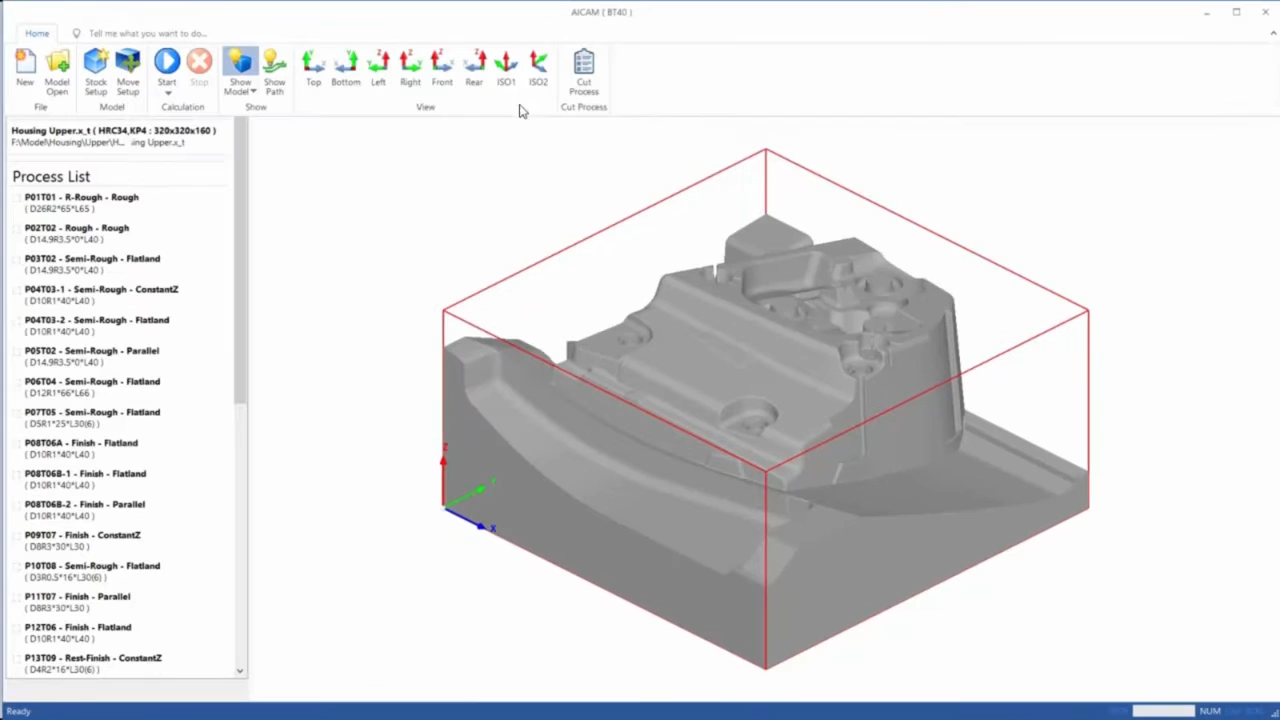 AICAM ( BT40 )
Home
Tell me what you want to do...
New
Model Open
Stock Setup
Move Setup
Start
Stop
Show Model
Show Path
Top
Bottom
Left
Right
Front
Rear
ISO1
ISO2
Cut Process
File
Model
Calculation
Show
View
Cut Process
Housing Upper.x_t ( HRC34,KP4 : 320x320x160 )
F:\Model\Housing\Upper\H... ing Upper.x_t
Process List
P01T01 - R-Rough - Rough
( D26R2*65*L65 )
P02T02 - Rough - Rough
( D14.9R3.5*0*L40 )
P03T02 - Semi-Rough - Flatland
( D14.9R3.5*0*L40 )
P04T03-1 - Semi-Rough - ConstantZ
( D10R1*40*L40 )
P04T03-2 - Semi-Rough - Flatland
( D10R1*40*L40 )
P05T02 - Semi-Rough - Parallel
( D14.9R3.5*0*L40 )
P06T04 - Semi-Rough - Flatland
( D12R1*66*L66 )
P07T05 - Semi-Rough - Flatland
( D5R1*25*L30(6) )
P08T06A - Finish - Flatland
( D10R1*40*L40 )
P08T06B-1 - Finish - Flatland
( D10R1*40*L40 )
P08T06B-2 - Finish - Parallel
( D10R1*40*L40 )
P09T07 - Finish - ConstantZ
( D8R3*30*L30 )
P10T08 - Semi-Rough - Flatland
( D3R0.5*16*L30(6) )
P11T07 - Finish - Parallel
( D8R3*30*L30 )
P12T06 - Finish - Flatland
( D10R1*40*L40 )
P13T09 - Rest-Finish - ConstantZ
( D4R2*16*L30(6) )
Z
Y
X
Ready
NUM